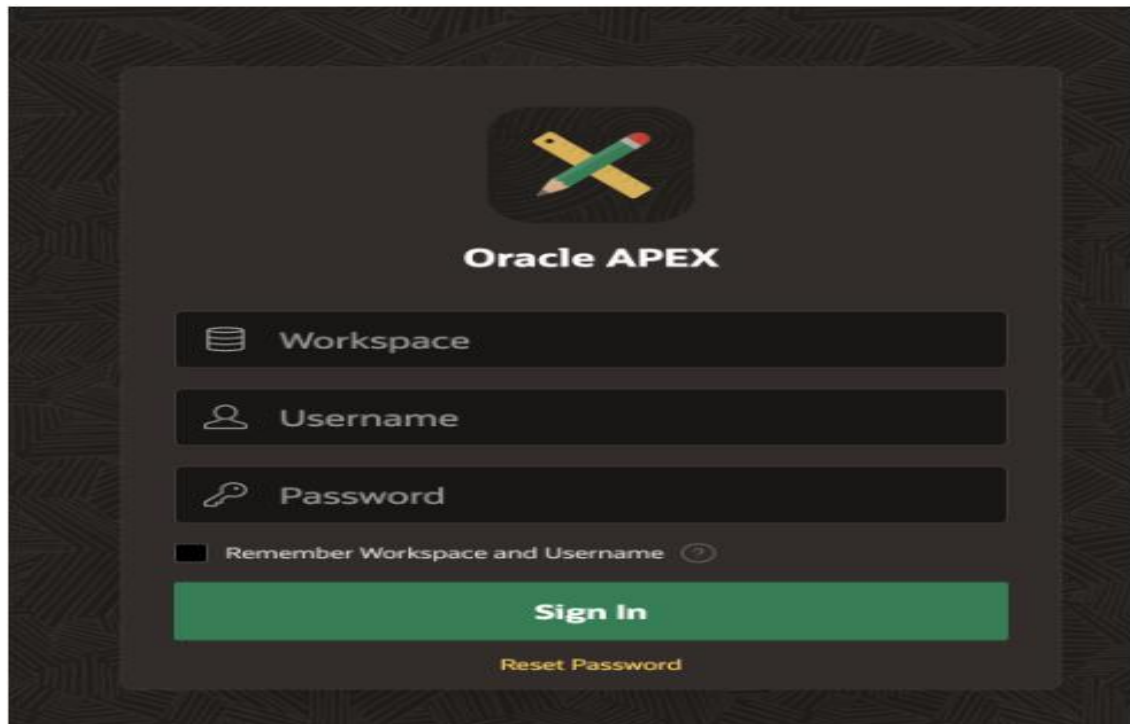 Oracle APEX
Workspace
Username
Password
Remember Workspace and Username ?
Sign In
Reset Password